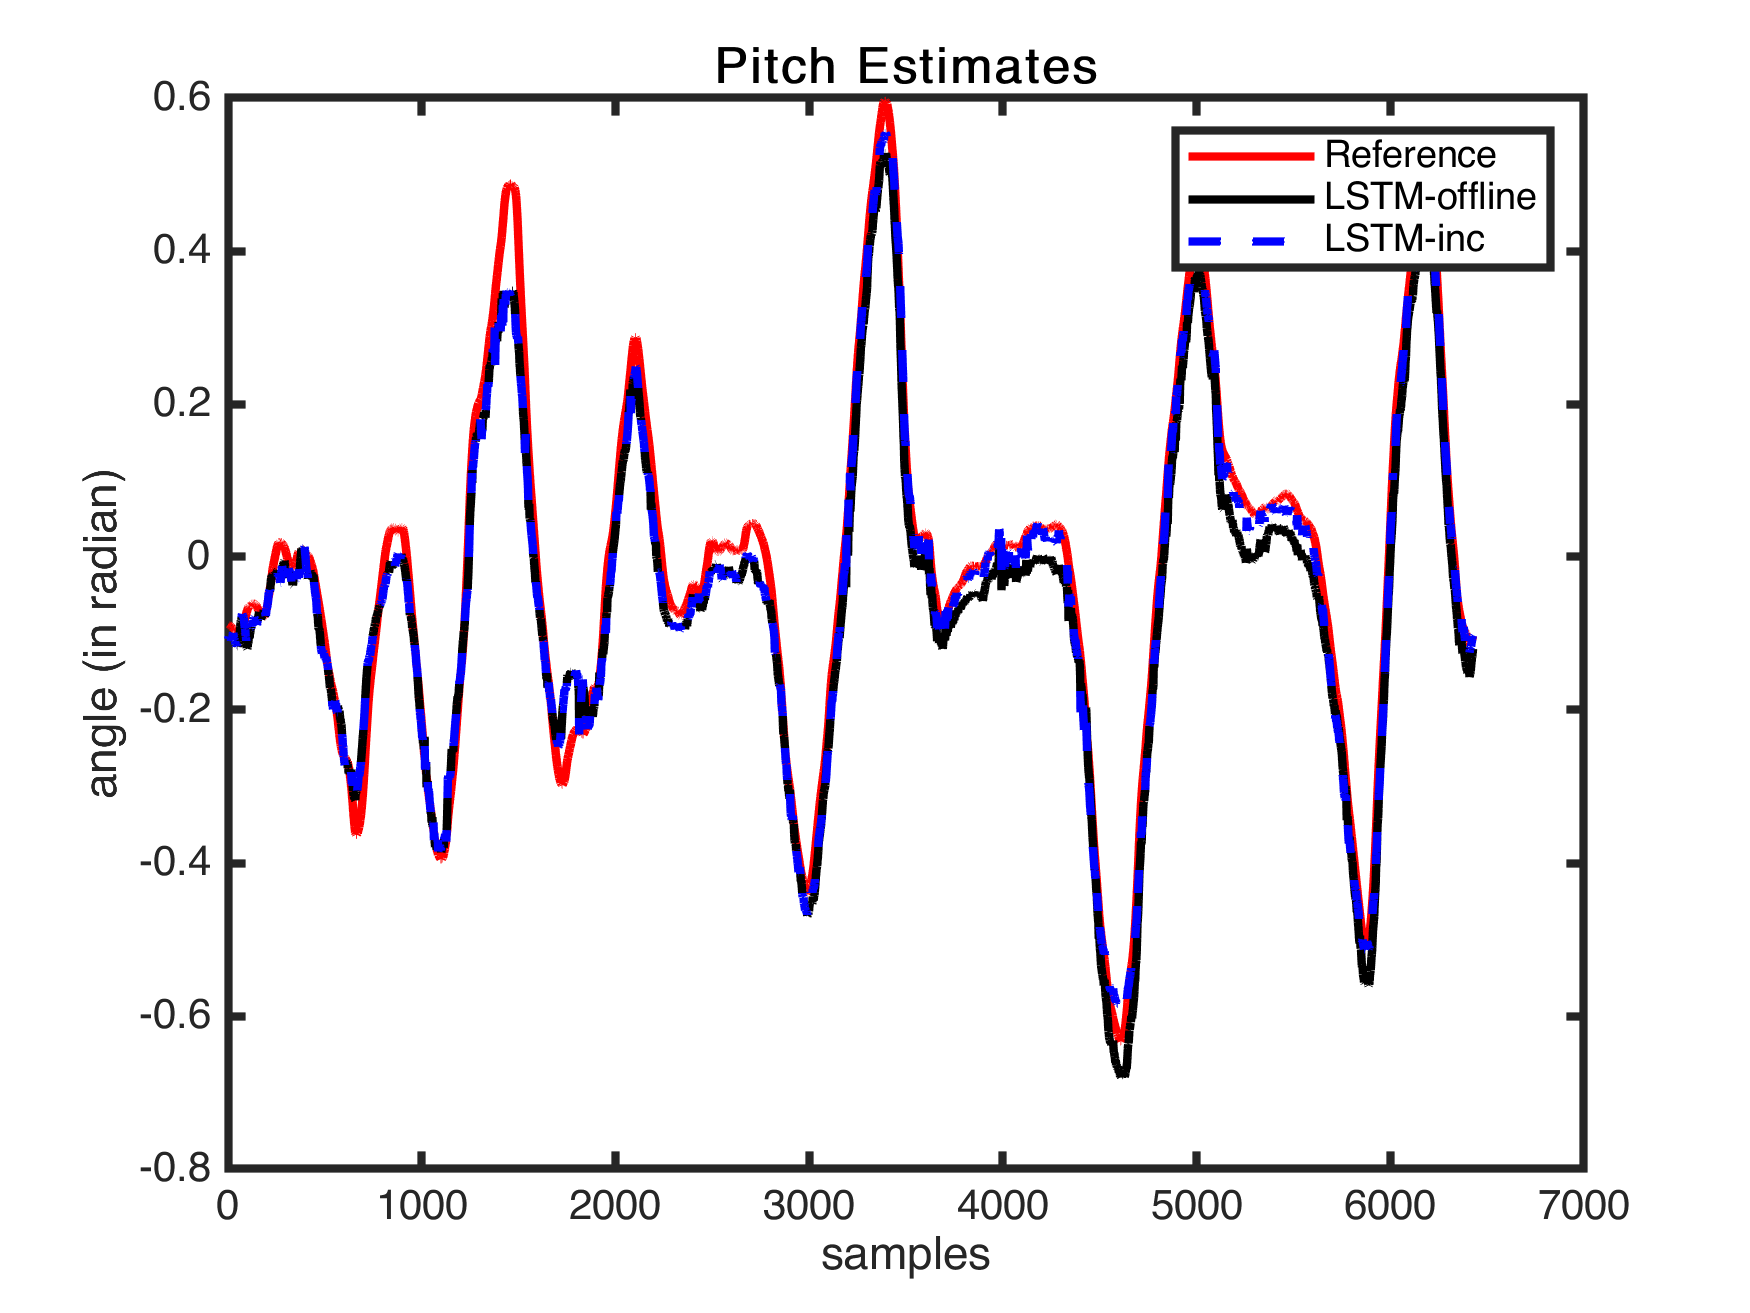 Pitch Estimates
0.6
0.4
0.2
0
-0.2
-0.4
-0.6
-0.8
angle (in radian)
Reference
LSTM-offline
LSTM-inc
0 1000 2000 3000 4000 5000 6000 7000
samples